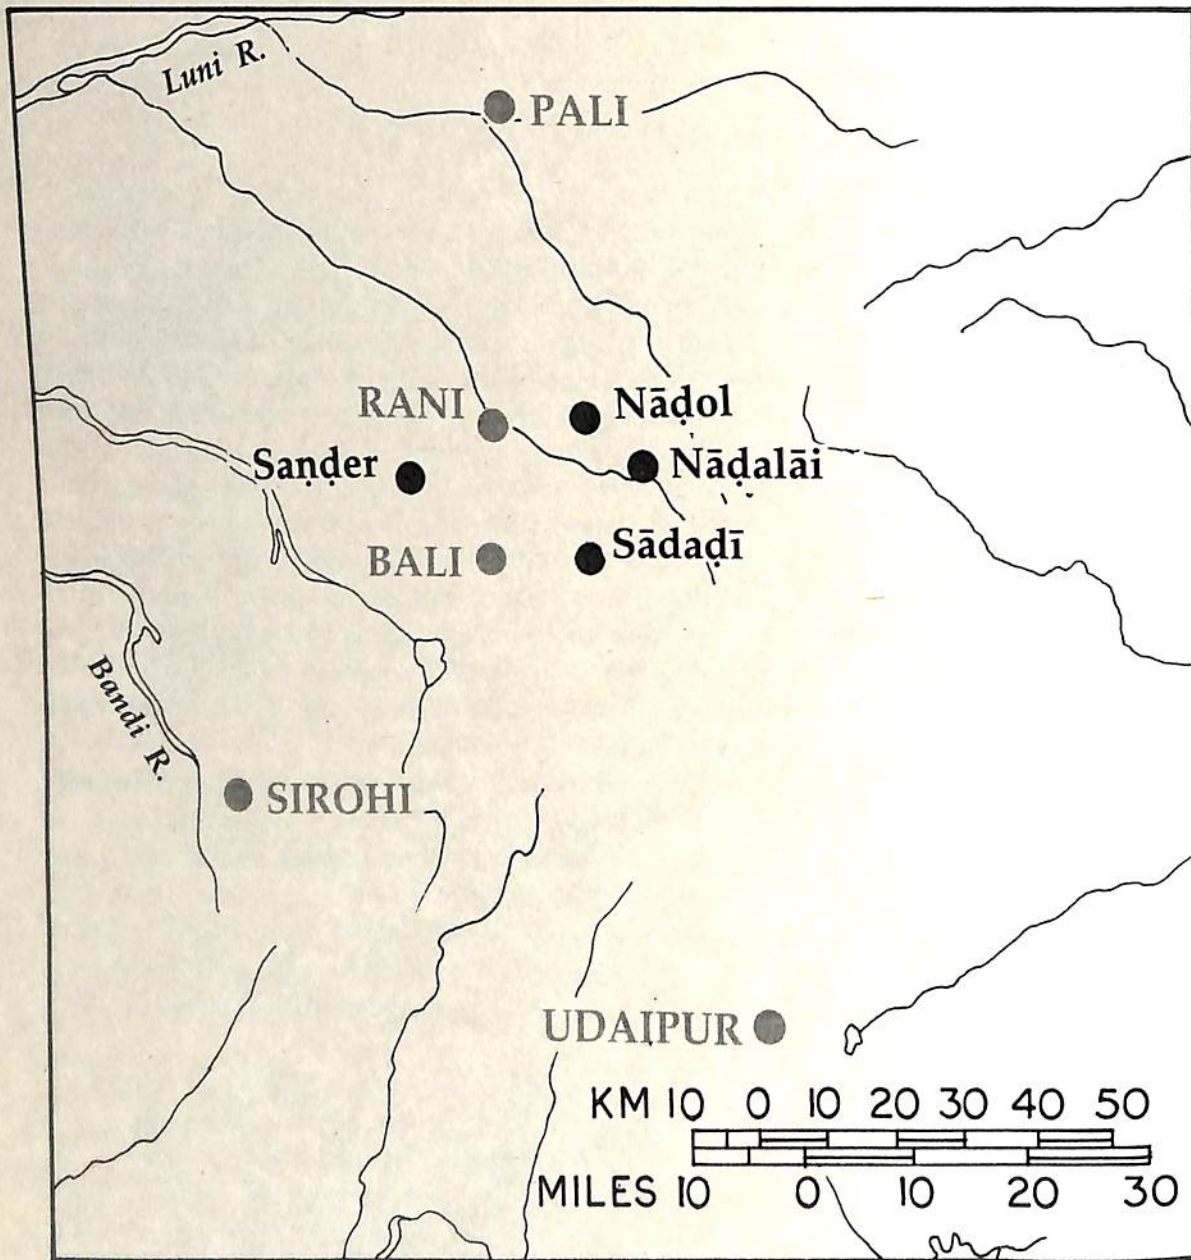 Luni R.
PALI
RANI
Nāḍol
Saṇḍer
Nāḍalāi
BALI
Sādaḍī
Bandi R.
SIROHI
UDAIPUR
KM 10 0 10 20 30 40 50
MILES 10 0 10 20 30